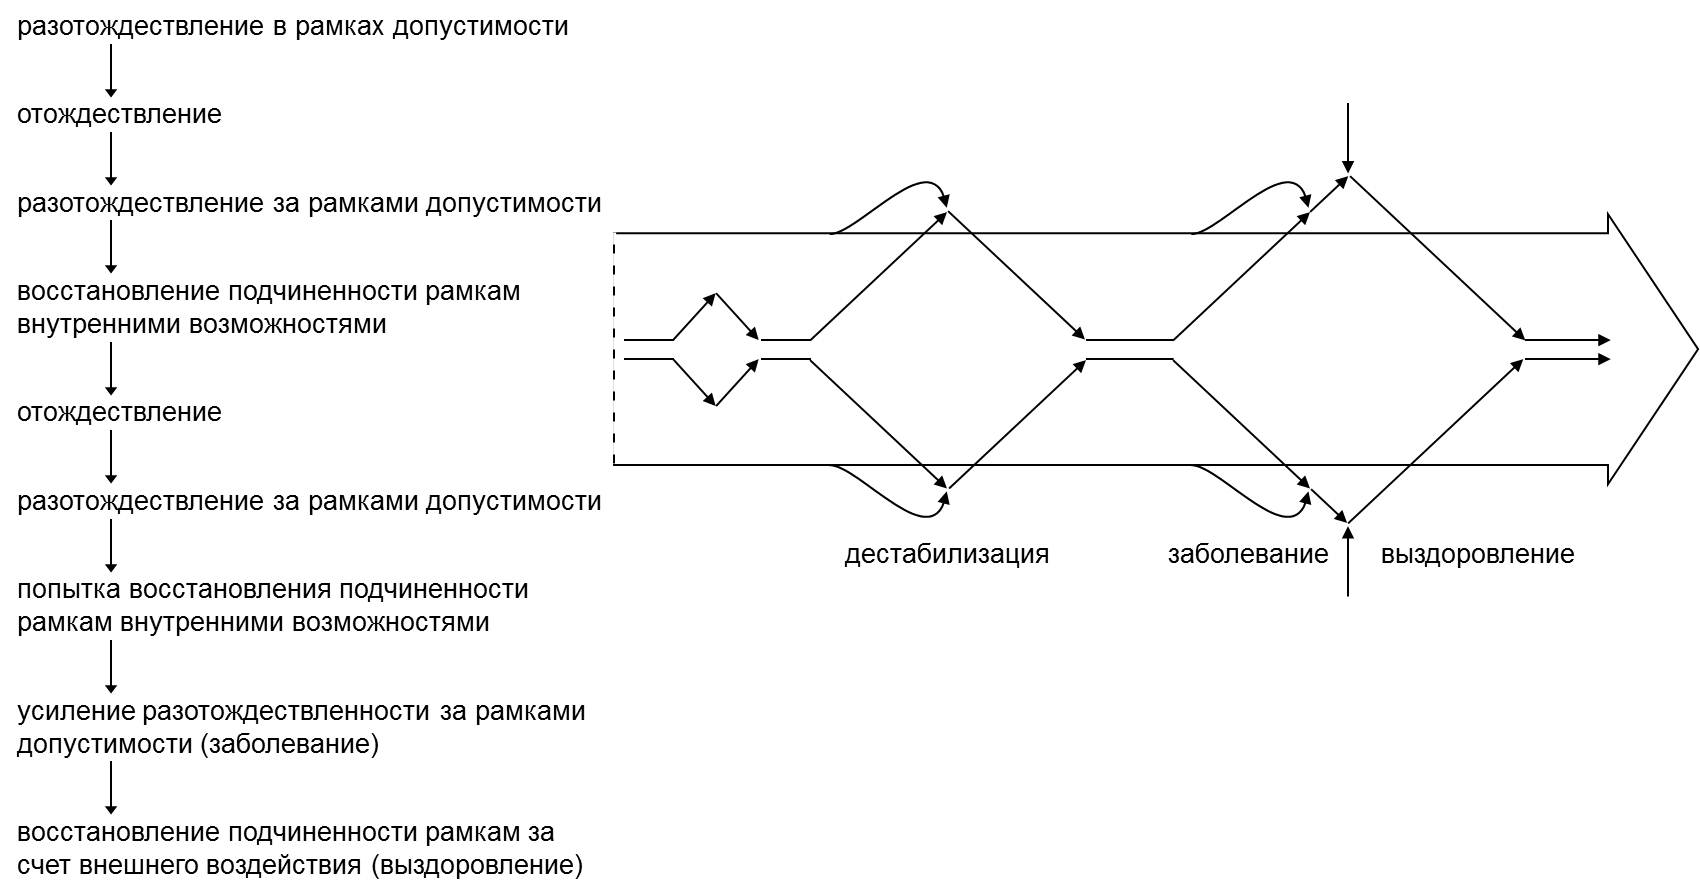 разотождествление в рамках допустимости
отождествление
разотождествление за рамками допустимости
восстановление подчиненности рамкам
внутренними возможностями
отождествление
разотождествление за рамками допустимости
попытка восстановления подчиненности
рамкам внутренними возможностями
усиление разотождествленности за рамками
допустимости (заболевание)
восстановление подчиненности рамкам за
счет внешнего воздействия (выздоровление)
дестабилизация
заболевание
выздоровление